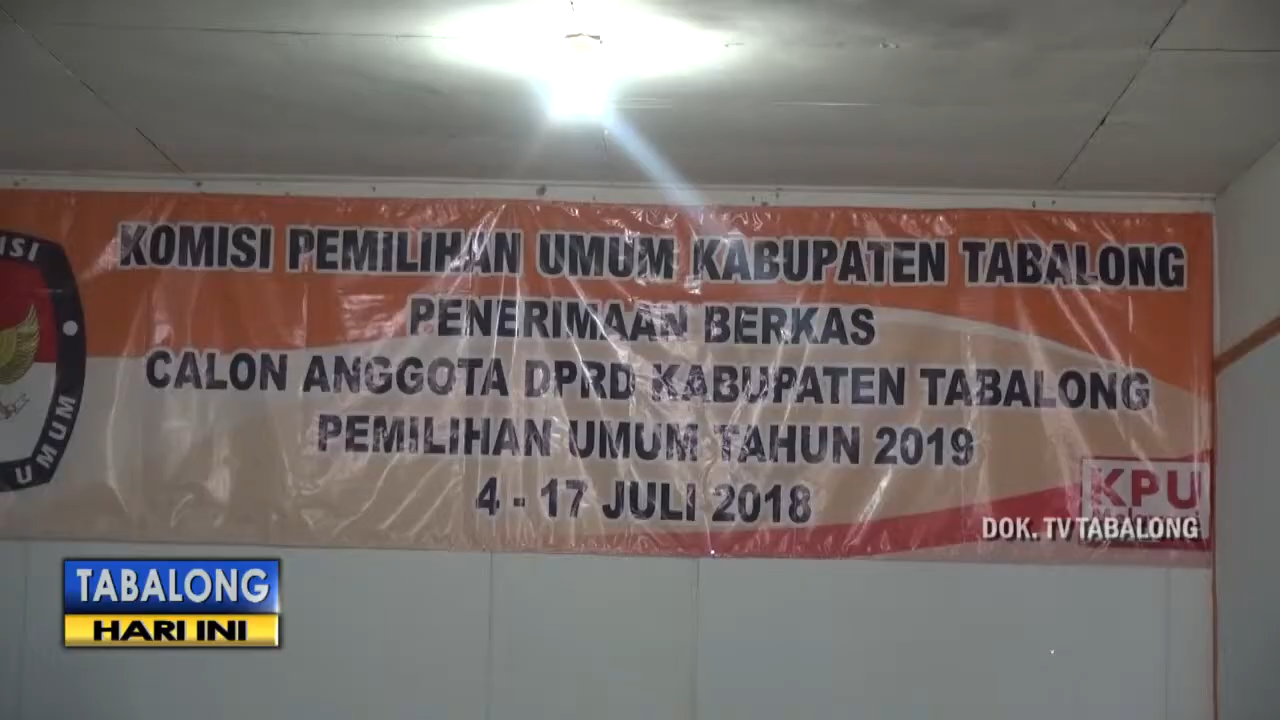 KOMISI PEMILIHAN UMUM KABUPATEN TABALONG
PENERIMAAN BERKAS
CALON ANGGOTA DPRD KABUPATEN TABALONG
PEMILIHAN UMUM TAHUN 2019
4 - 17 JULI 2018
UMUM
KPU
DOK. TV TABALONG
TABALONG
HARI INI